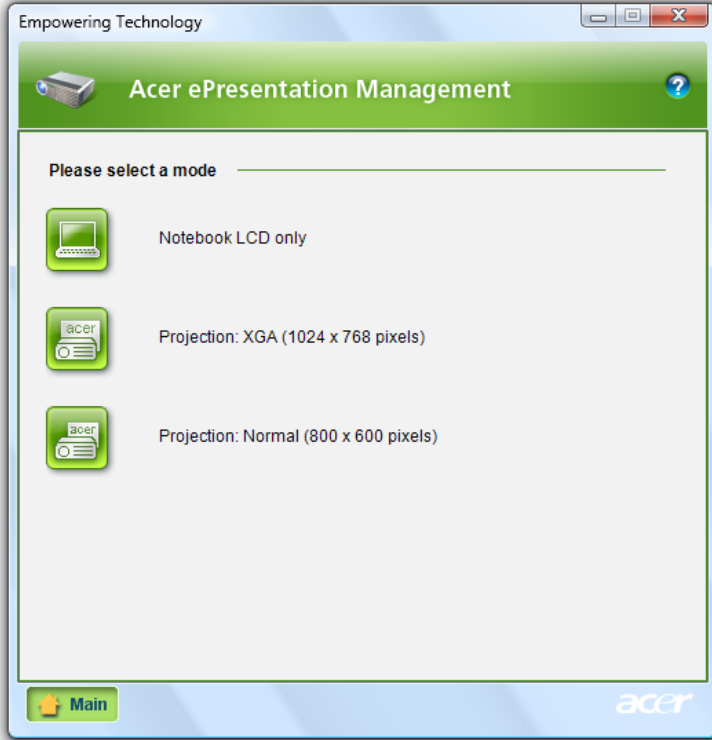 Empowering Technology
Acer ePresentation Management
?
Please select a mode
Notebook LCD only
acer
Projection: XGA (1024 x 768 pixels)
acer
Projection: Normal (800 x 600 pixels)
Main
acer